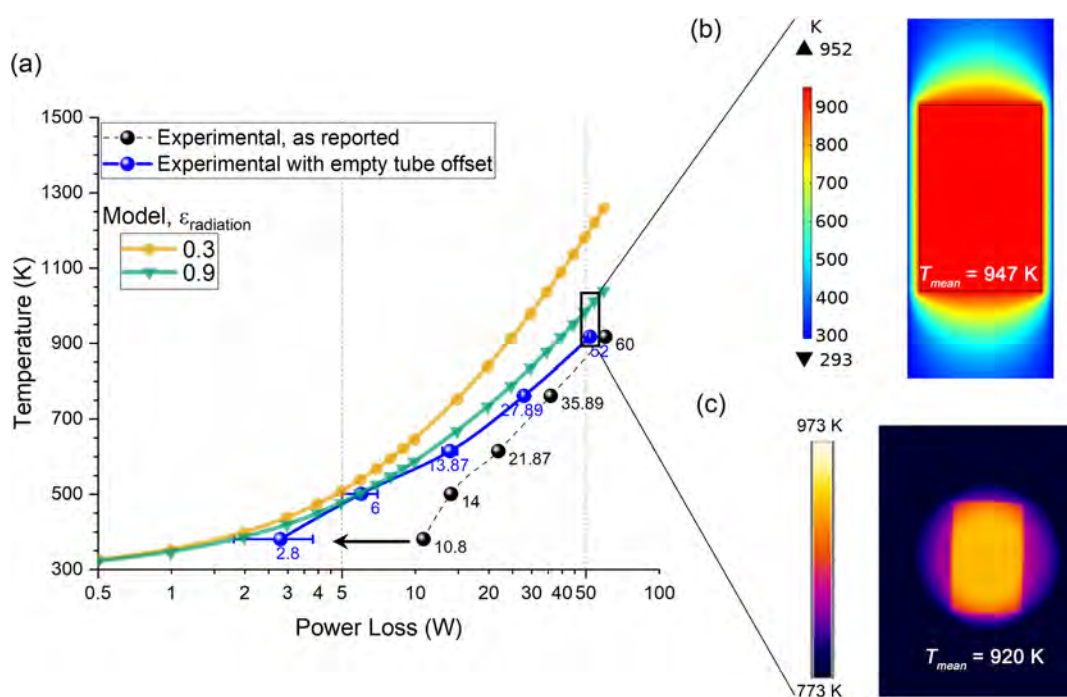 (a)
Experimental, as reported
Experimental with empty tube offset
Model, εradiation
0.3
0.9
Temperature (K)
1500
1300
1100
900
700
500
300
60
52
35.89
27.89
21.87
13.87
14
6
10.8
2.8
0.5 1 2 3 4 5 10 20 30 40 50 100
Power Loss (W)
(b)
K
952
900
800
700
600
500
400
300
293
Tmean = 947 K
(c)
973 K
773 K
Tmean = 920 K